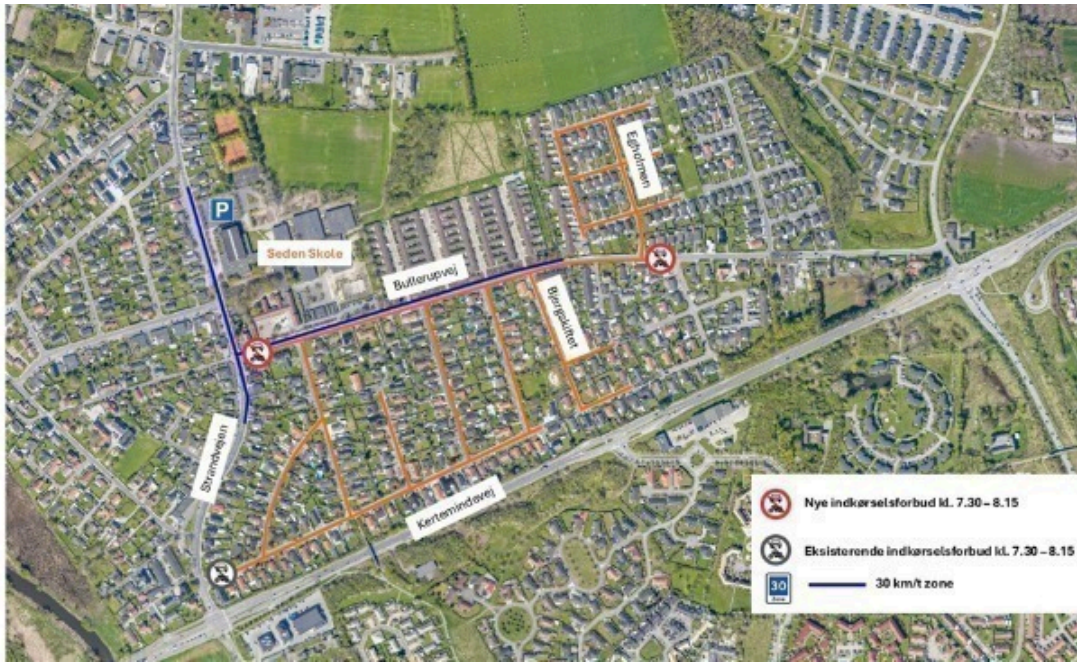 P
Seden Skole
Egholmen
Bullerupvej
Bjergskiftet
Strandvejen
Kertemindevej
Nye indkørselsforbud kl. 7.30 – 8.15
Eksisterende indkørselsforbud kl. 7.30 – 8.15
30
Zone
30 km/t zone